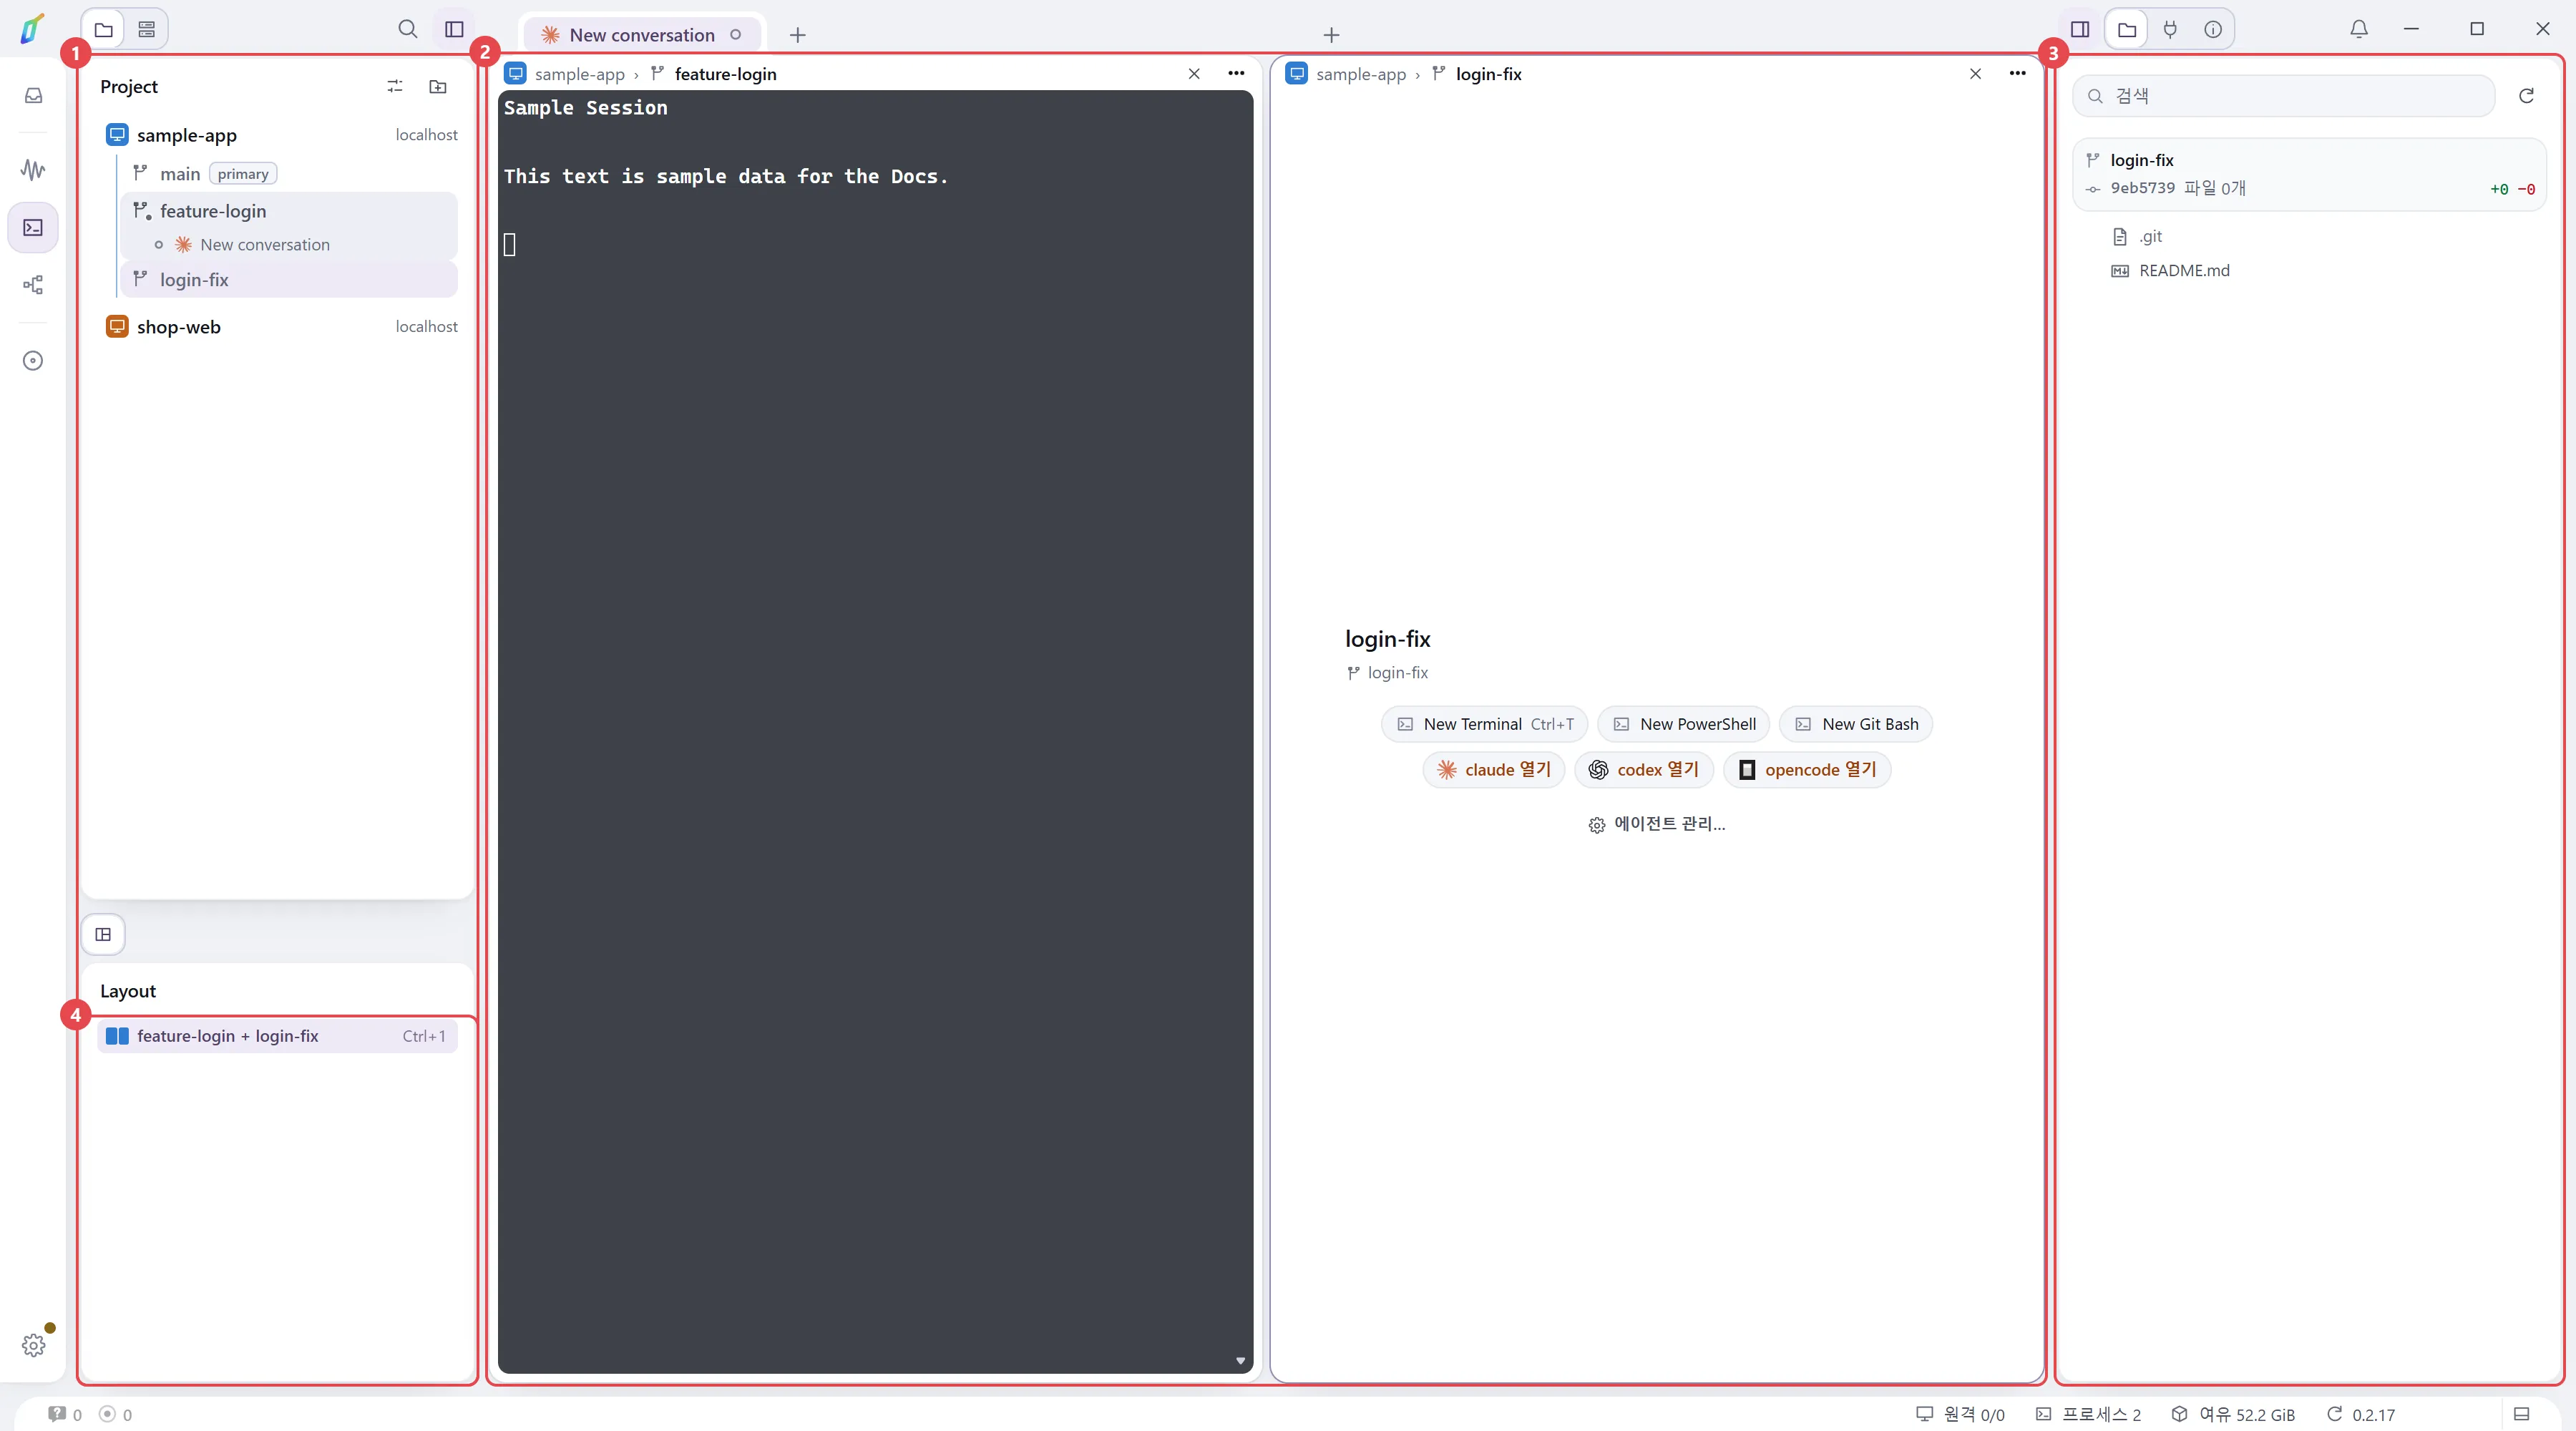 New conversation
1
2
3
Project
sample-app localhost
main primary
feature-login
New conversation
login-fix
shop-web localhost
sample-app › feature-login
Sample Session
This text is sample data for the Docs.
sample-app › login-fix
login-fix
login-fix
New Terminal Ctrl+T New PowerShell New Git Bash
claude 열기 codex 열기 opencode 열기
에이전트 관리...
검색
login-fix
9eb5739 파일 0개 +0 −0
.git
README.md
Layout
4
feature-login + login-fix Ctrl+1
0 0
원격 0/0 프로세스 2 여유 52.2 GiB 0.2.17